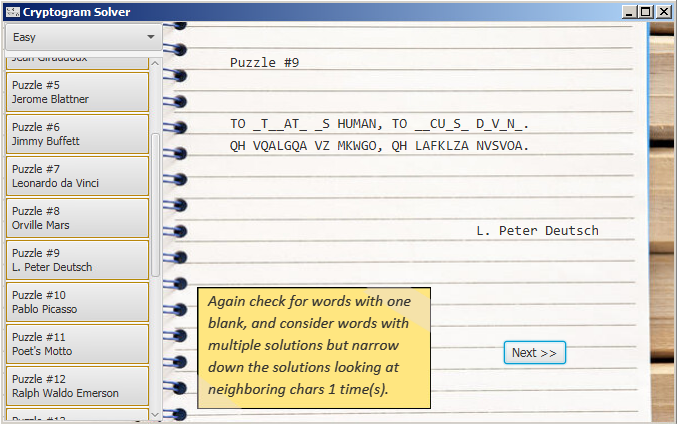 Cryptogram Solver
Easy
Jean Giraudoux
Puzzle #5
Jerome Blattner
Puzzle #6
Jimmy Buffett
Puzzle #7
Leonardo da Vinci
Puzzle #8
Orville Mars
Puzzle #9
L. Peter Deutsch
Puzzle #10
Pablo Picasso
Puzzle #11
Poet's Motto
Puzzle #12
Ralph Waldo Emerson
Puzzle #13
Puzzle #9
TO _T__AT_ _S HUMAN, TO __CU_S_ D_V_N_.
QH VQALGQA VZ MKWGO, QH LAFKLZA NVSVOA.
L. Peter Deutsch
Again check for words with one
blank, and consider words with
multiple solutions but narrow
down the solutions looking at
neighboring chars 1 time(s).
Next >>